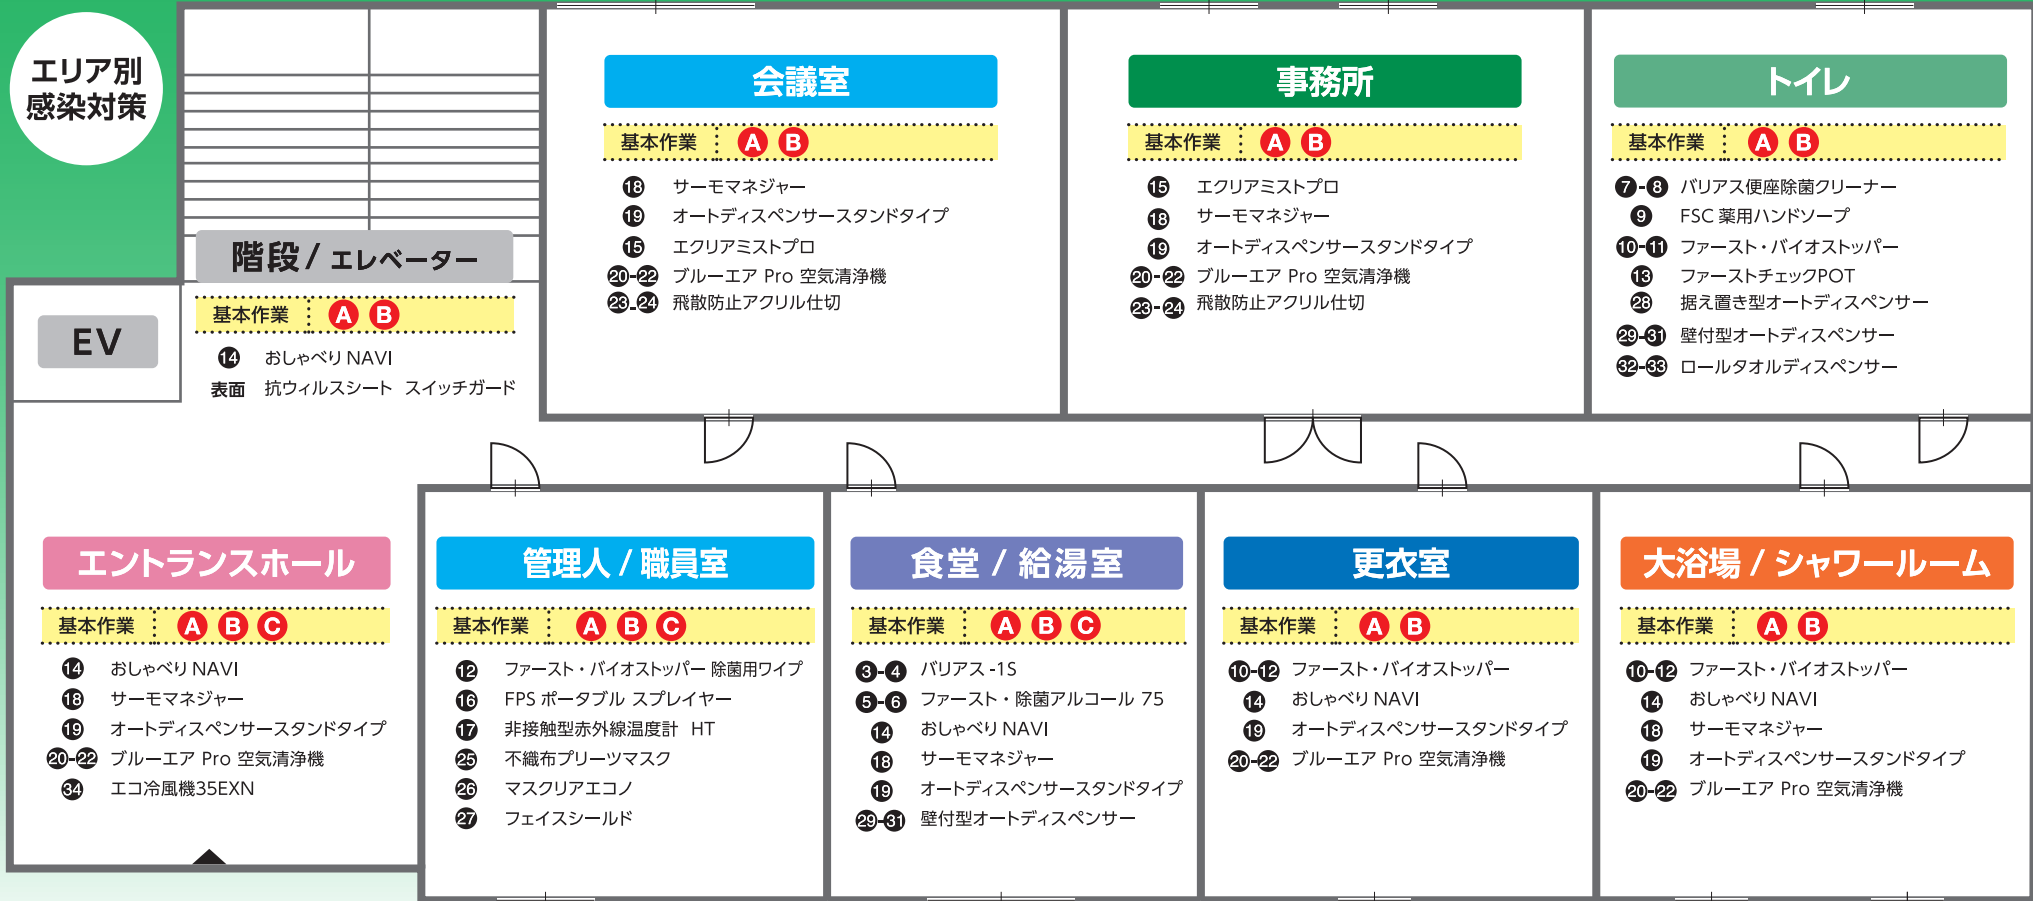 エリア別
感染対策
階段 / エレベーター
基本作業 A B
14 おしゃべり NAVI
表面 抗ウィルスシート スイッチガード
EV
会議室
基本作業 A B
18 サーモマネジャー
19 オートディスペンサースタンドタイプ
15 エクリアミストプロ
20-22 ブルーエア Pro 空気清浄機
23-24 飛散防止アクリル仕切
事務所
基本作業 A B
15 エクリアミストプロ
18 サーモマネジャー
19 オートディスペンサースタンドタイプ
20-22 ブルーエア Pro 空気清浄機
23-24 飛散防止アクリル仕切
トイレ
基本作業 A B
7-8 バリアス便座除菌クリーナー
9 FSC 薬用ハンドソープ
10-11 ファースト・バイオストッパー
13 ファーストチェックPOT
28 据え置き型オートディスペンサー
29-31 壁付型オートディスペンサー
32-33 ロールタオルディスペンサー
エントランスホール
基本作業 A B C
14 おしゃべり NAVI
18 サーモマネジャー
19 オートディスペンサースタンドタイプ
20-22 ブルーエア Pro 空気清浄機
34 エコ冷風機35EXN
管理人 / 職員室
基本作業 A B C
12 ファースト・バイオストッパー 除菌用ワイプ
16 FPS ポータブル スプレイヤー
17 非接触型赤外線温度計 HT
25 不織布プリーツマスク
26 マスクリアエコノ
27 フェイスシールド
食堂 / 給湯室
基本作業 A B C
3-4 バリアス -1S
5-6 ファースト・除菌アルコール 75
14 おしゃべり NAVI
18 サーモマネジャー
19 オートディスペンサースタンドタイプ
29-31 壁付型オートディスペンサー
更衣室
基本作業 A B
10-12 ファースト・バイオストッパー
14 おしゃべり NAVI
19 オートディスペンサースタンドタイプ
20-22 ブルーエア Pro 空気清浄機
大浴場 / シャワールーム
基本作業 A B
10-12 ファースト・バイオストッパー
14 おしゃべり NAVI
18 サーモマネジャー
19 オートディスペンサースタンドタイプ
20-22 ブルーエア Pro 空気清浄機